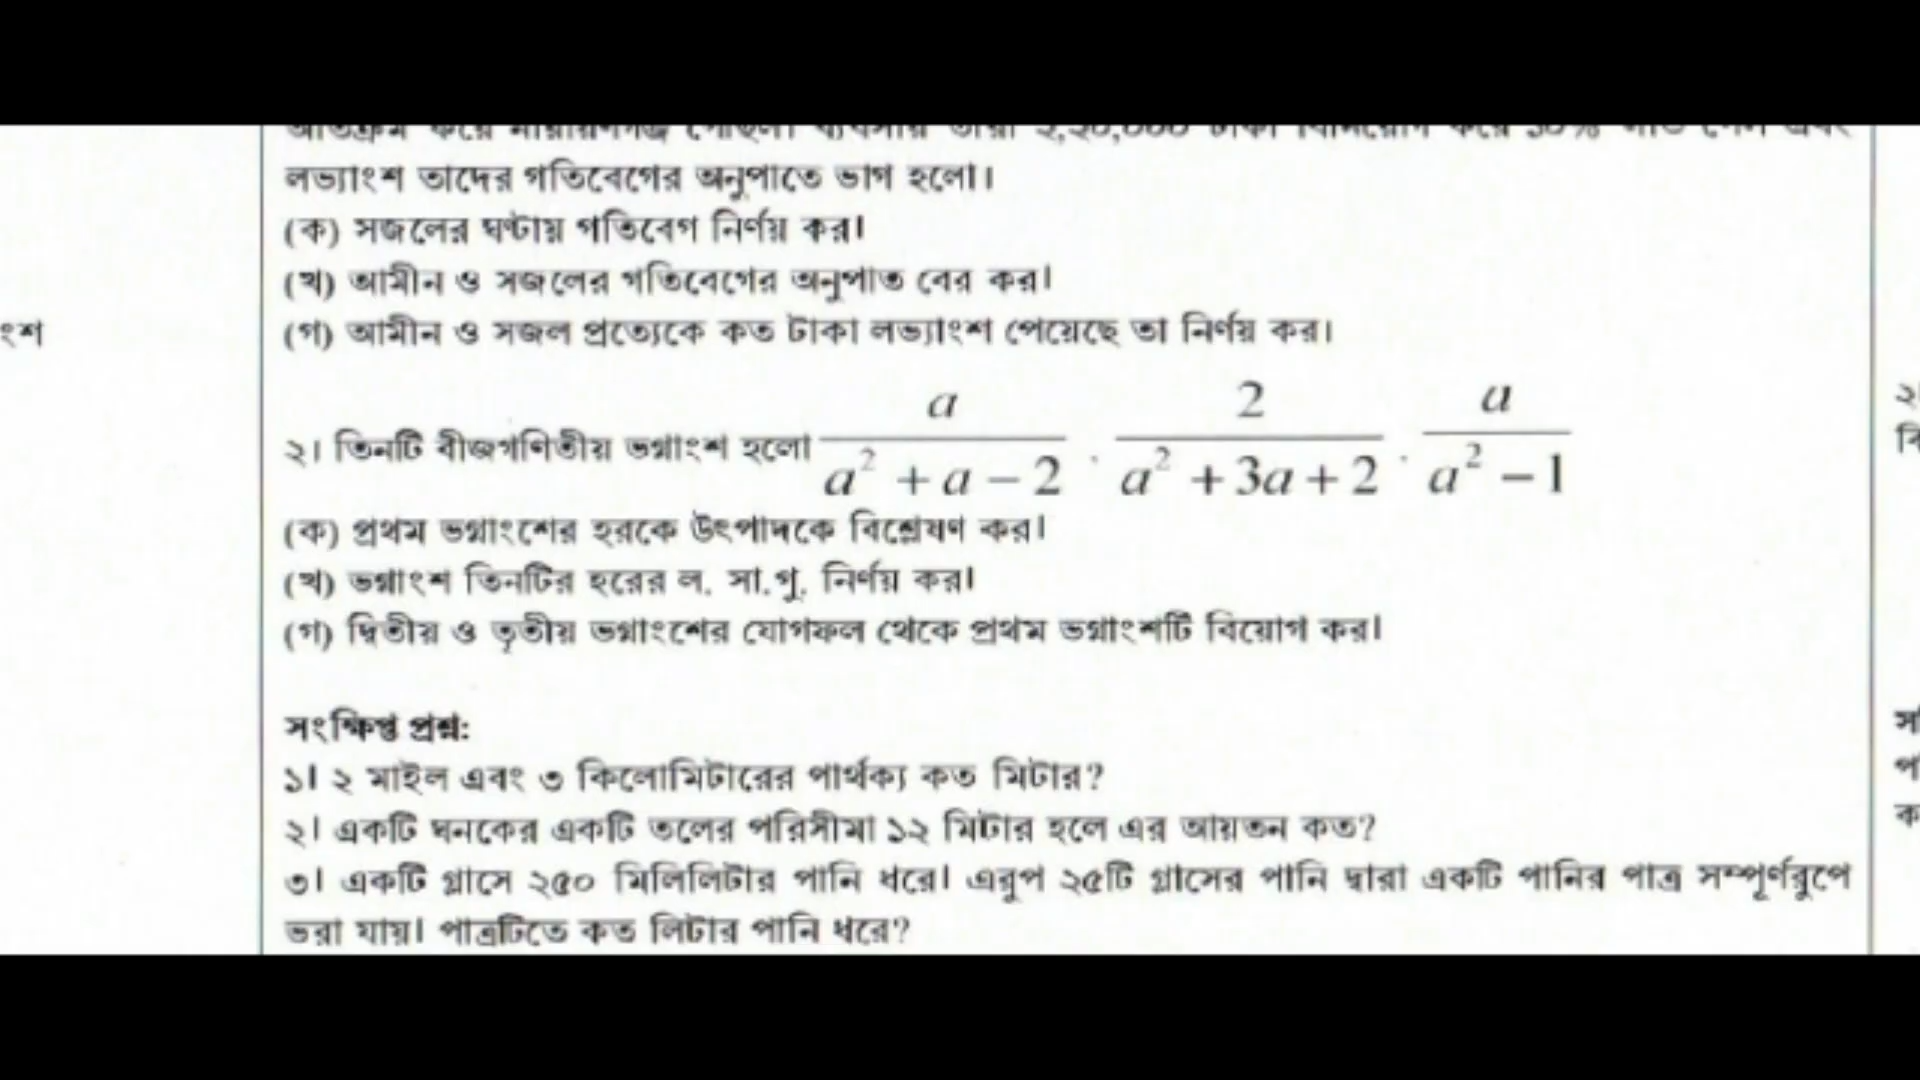 লভ্যাংশ তাদের গতিবেগের অনুপাতে ভাগ হলো।
(ক) সজলের ঘণ্টায় গতিবেগ নির্ণয় কর।
(খ) আমীন ও সজলের গতিবেগের অনুপাত বের কর।
(গ) আমীন ও সজল প্রত্যেকে কত টাকা লভ্যাংশ পেয়েছে তা নির্ণয় কর।
ংশ
২। তিনটি বীজগণিতীয় ভগ্নাংশ হলো a/(a² + a − 2) , 2/(a² + 3a + 2) , a/(a² − 1)
(ক) প্রথম ভগ্নাংশের হরকে উৎপাদকে বিশ্লেষণ কর।
(খ) ভগ্নাংশ তিনটির হরের ল. সা.গু. নির্ণয় কর।
(গ) দ্বিতীয় ও তৃতীয় ভগ্নাংশের যোগফল থেকে প্রথম ভগ্নাংশটি বিয়োগ কর।
সংক্ষিপ্ত প্রশ্ন:
১। ২ মাইল এবং ৩ কিলোমিটারের পার্থক্য কত মিটার?
২। একটি ঘনকের একটি তলের পরিসীমা ১২ মিটার হলে এর আয়তন কত?
৩। একটি গ্লাসে ২৫০ মিলিলিটার পানি ধরে। এরুপ ২৫টি গ্লাসের পানি দ্বারা একটি পানির পাত্র সম্পূর্ণরুপে
ভরা যায়। পাত্রটিতে কত লিটার পানি ধরে?